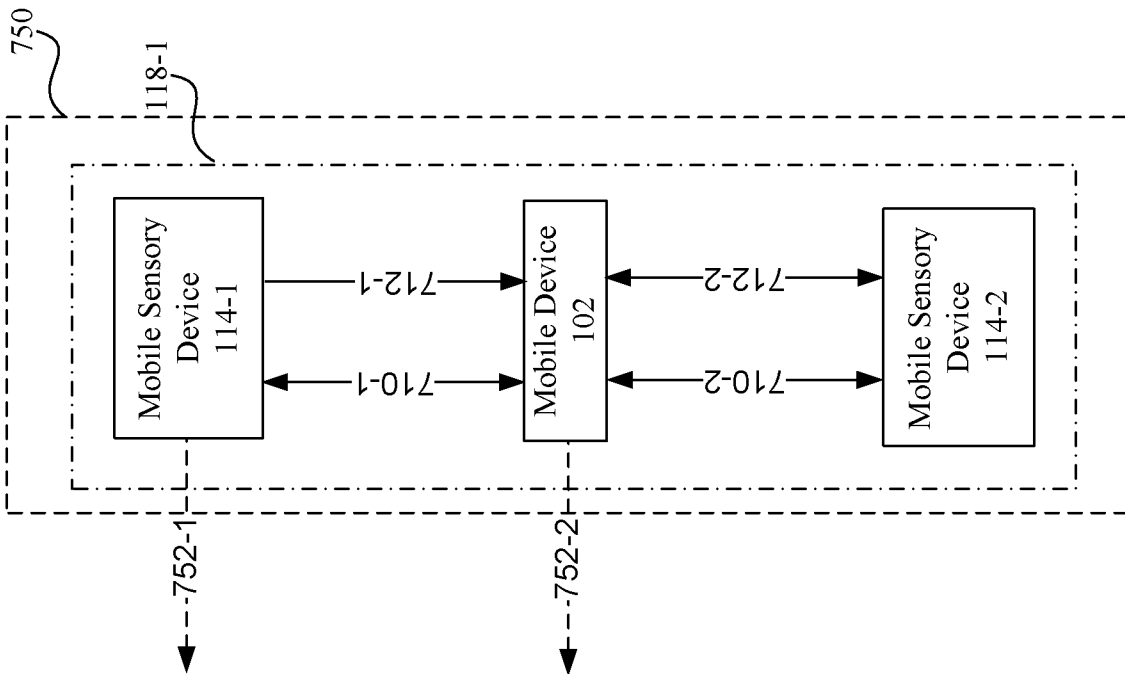 750
118-1
Mobile Sensory
Device
114-1
712-1
710-1
752-1
Mobile Device
102
712-2
710-2
752-2
Mobile Sensory
Device
114-2